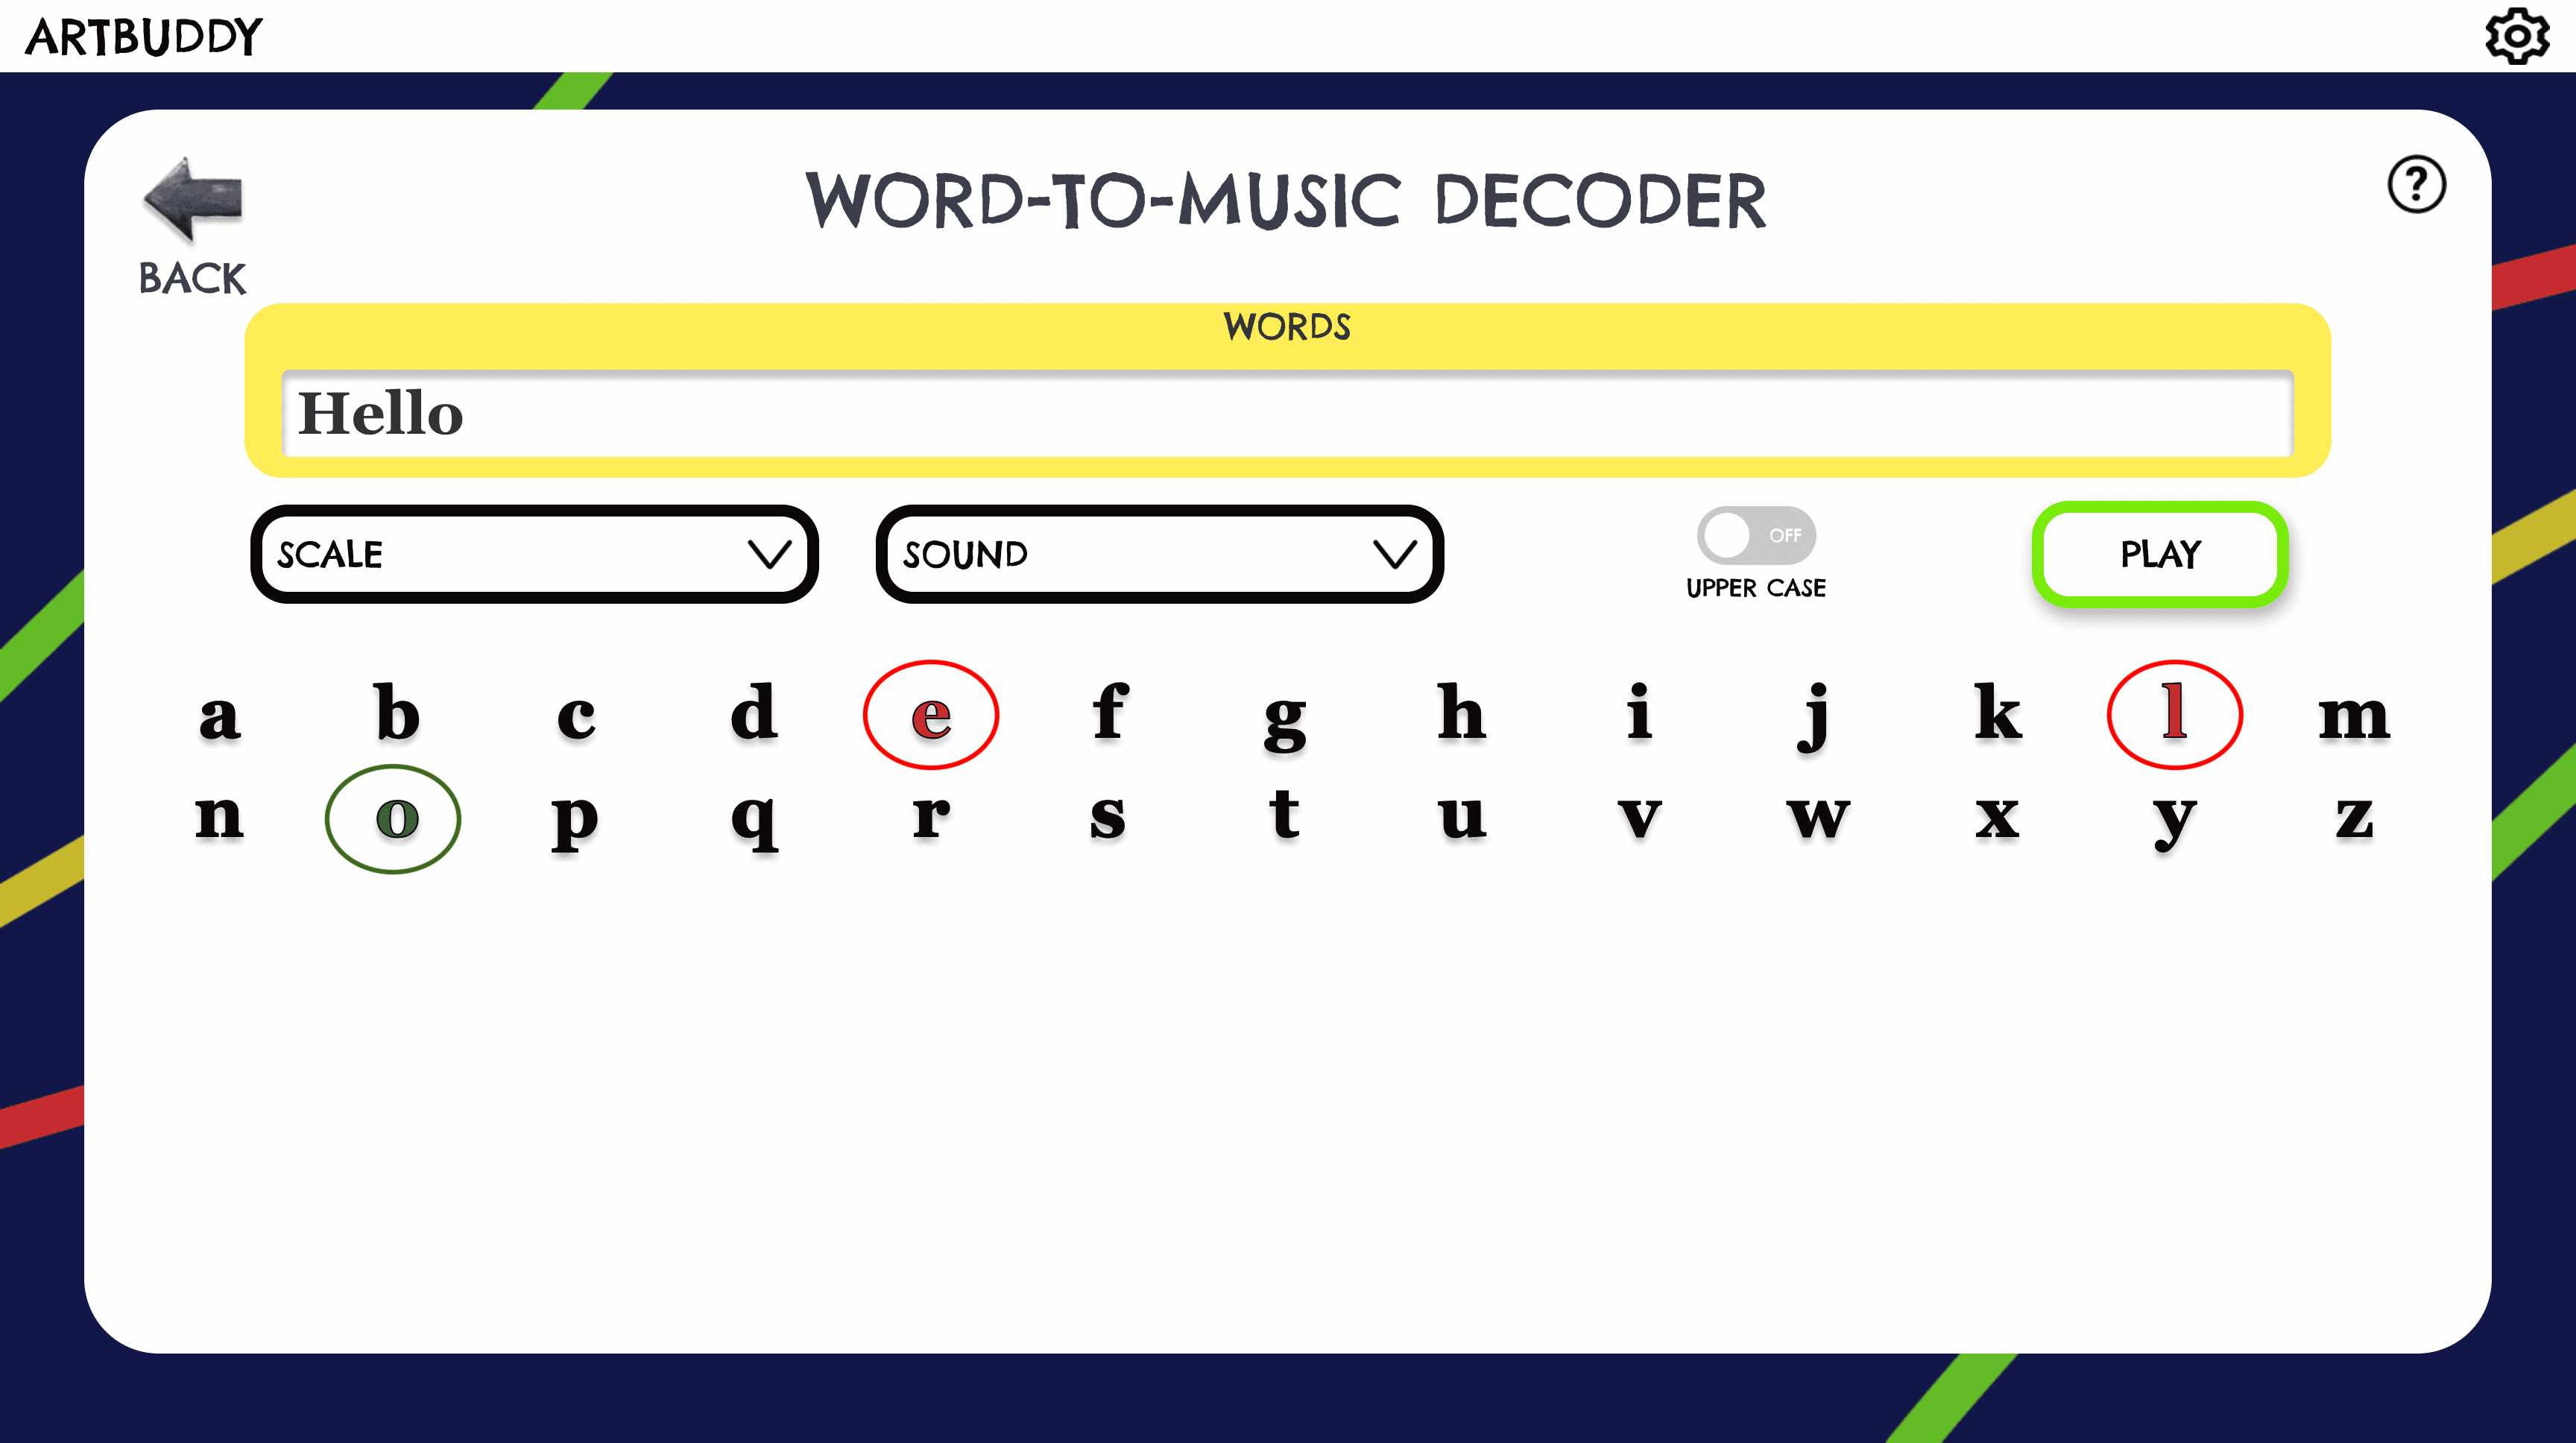 ARTBUDDY
WORD-TO-MUSIC DECODER
?
BACK
WORDS
Hello
SCALE SOUND OFF PLAY
UPPER CASE
a b c d e f g h i j k l m
n o p q r s t u v w x y z